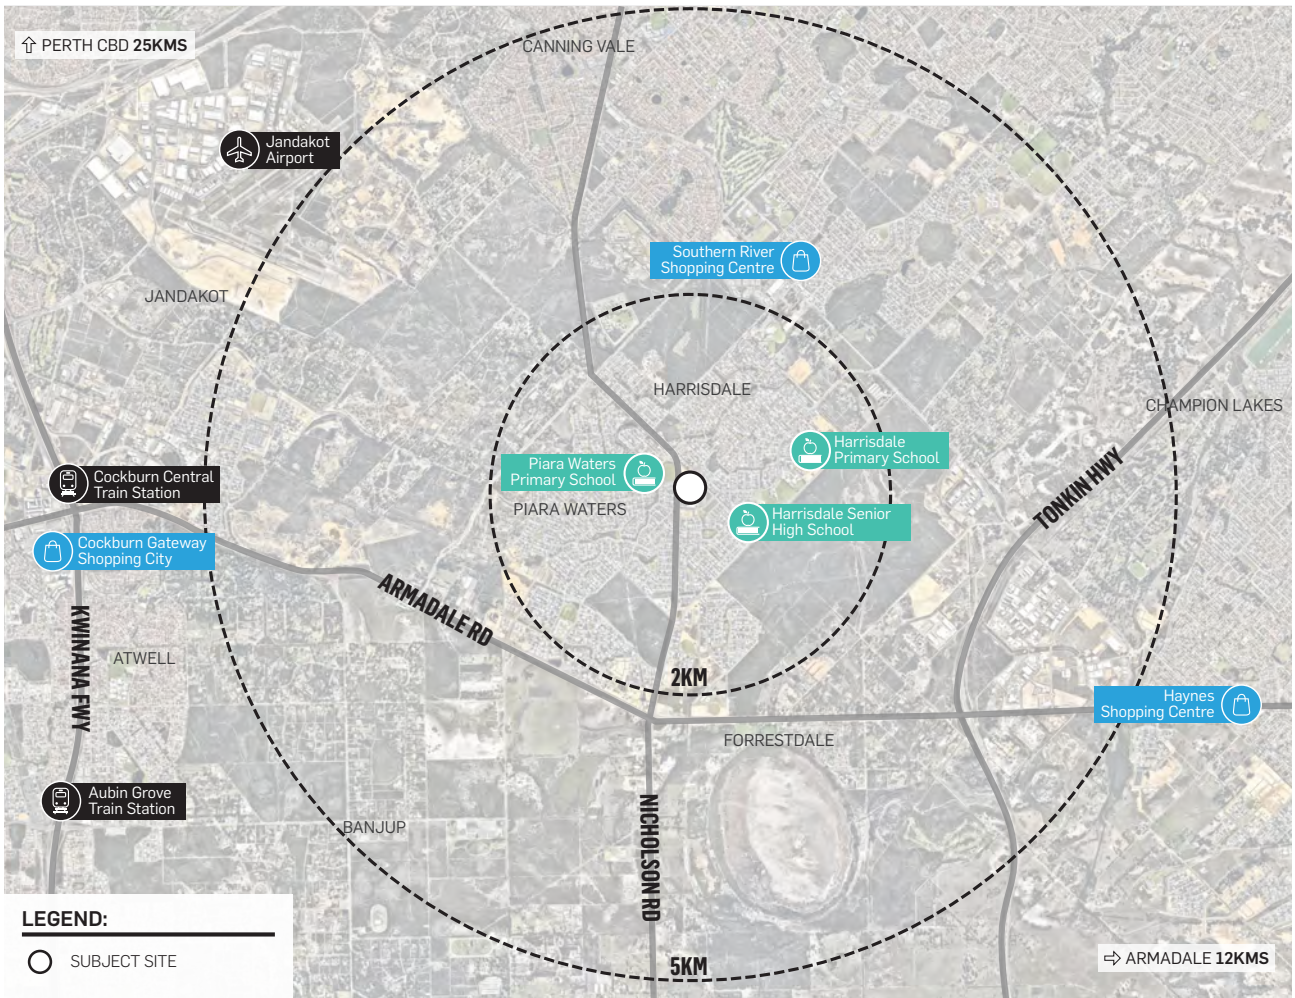 PERTH CBD 25KMS
CANNING VALE
Jandakot
Airport
Southern River
Shopping Centre
JANDAKOT
HARRISDALE
CHAMPION LAKES
Harrisdale
Primary School
Piara Waters
Primary School
Cockburn Central
Train Station
TONKIN HWY
PIARA WATERS
Harrisdale Senior
High School
Cockburn Gateway
Shopping City
ARMADALE RD
KWINANA FWY
ATWELL
2KM
Haynes
Shopping Centre
FORRESTDALE
Aubin Grove
Train Station
BANJUP
NICHOLSON RD
LEGEND:
SUBJECT SITE
5KM
ARMADALE 12KMS